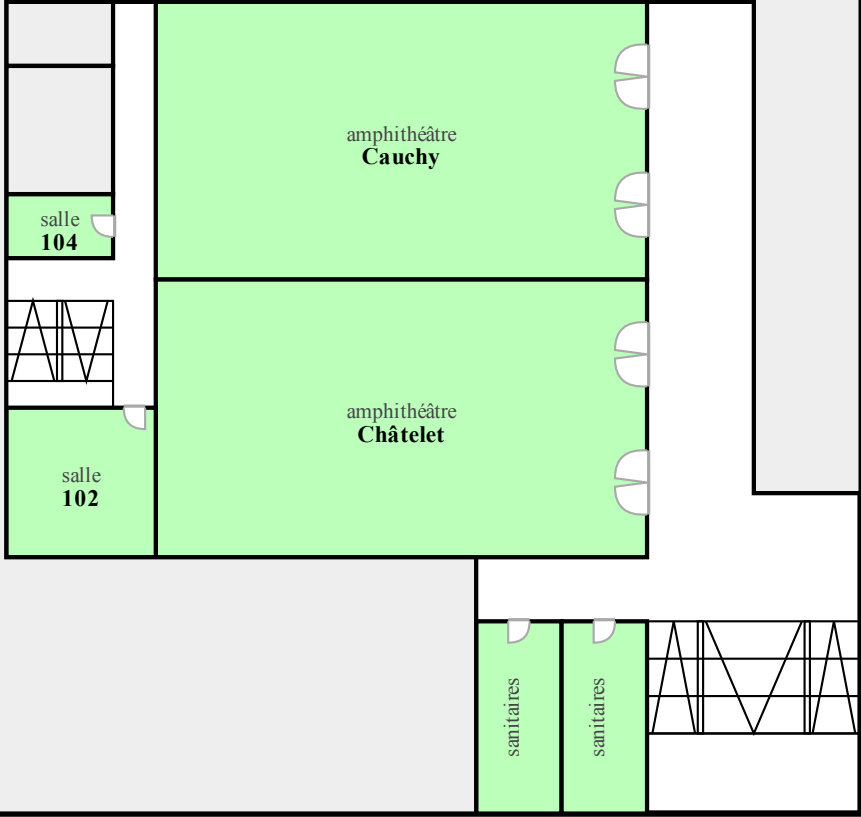 amphithéâtre
Cauchy
salle
104
amphithéâtre
Châtelet
salle
102
sanitaires
sanitaires